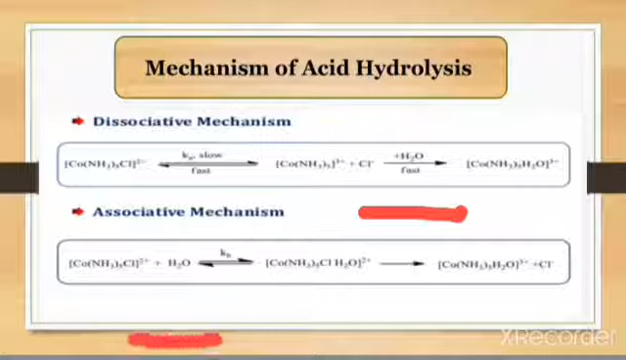 Mechanism of Acid Hydrolysis
Dissociative Mechanism
[Co(NH₃)₅Cl]²⁺ kₐ, slow fast [Co(NH₃)₅]³⁺ + Cl⁻ +H₂O fast [Co(NH₃)₅H₂O]³⁺
Associative Mechanism
[Co(NH₃)₅Cl]²⁺ + H₂O [Co(NH₃)₅Cl H₂O]²⁺ [Co(NH₃)₅H₂O]³⁺ +Cl⁻
XRecorder